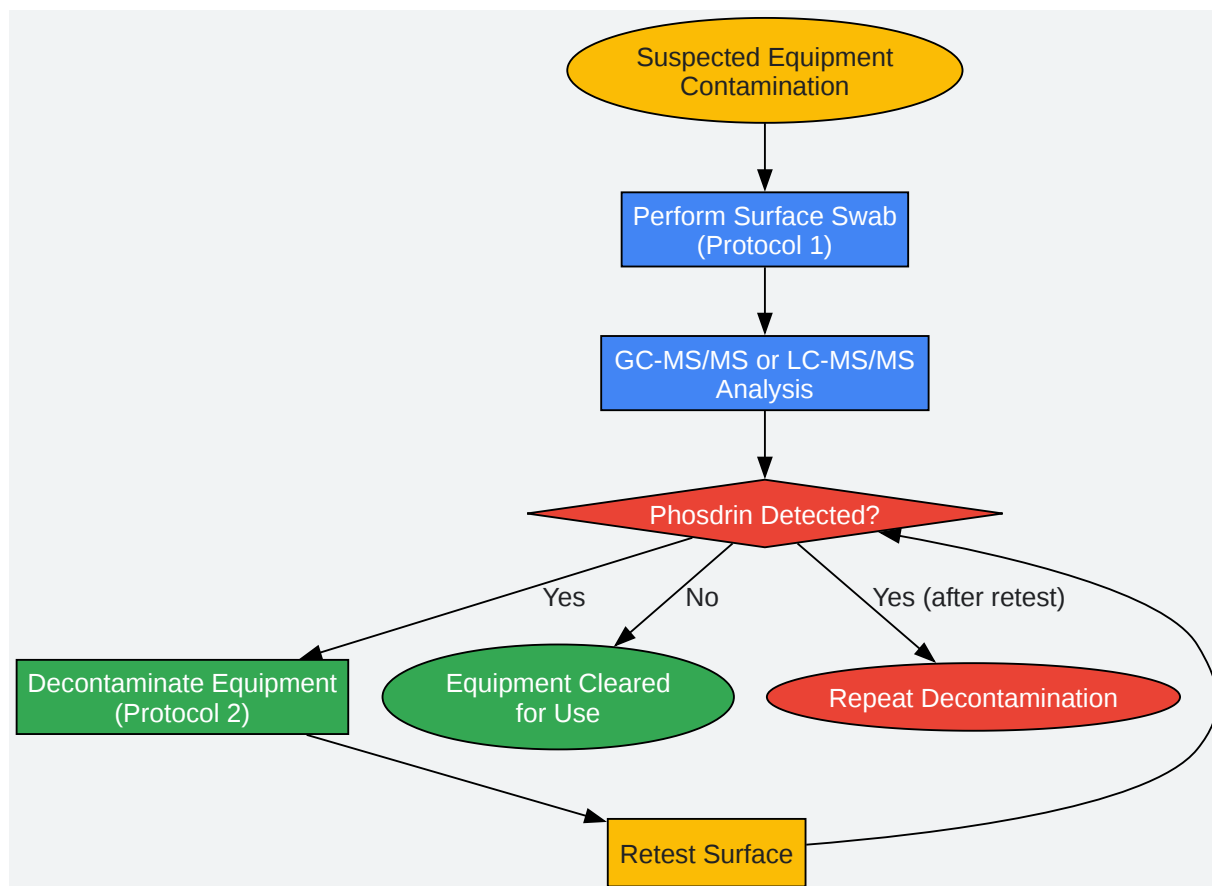 Suspected Equipment
Contamination
Perform Surface Swab
(Protocol 1)
GC-MS/MS or LC-MS/MS
Analysis
Phosdrin Detected?
Yes
No
Yes (after retest)
Decontaminate Equipment
(Protocol 2)
Equipment Cleared
for Use
Repeat Decontamination
Retest Surface